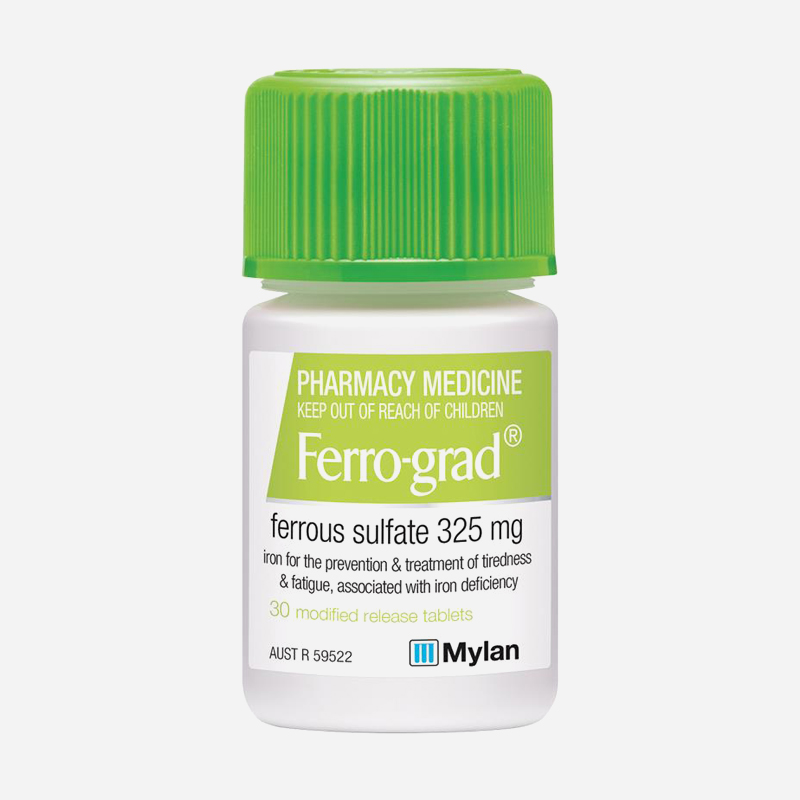 PHARMACY MEDICINE
KEEP OUT OF REACH OF CHILDREN
Ferro-grad®
ferrous sulfate 325 mg
iron for the prevention & treatment of tiredness
& fatigue, associated with iron deficiency
30 modified release tablets
AUST R 59522
Mylan